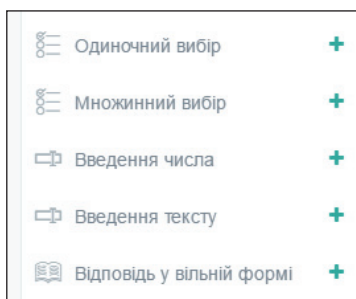 Одиночний вибір
Множинний вибір
Введення числа
Введення тексту
Відповідь у вільній формі